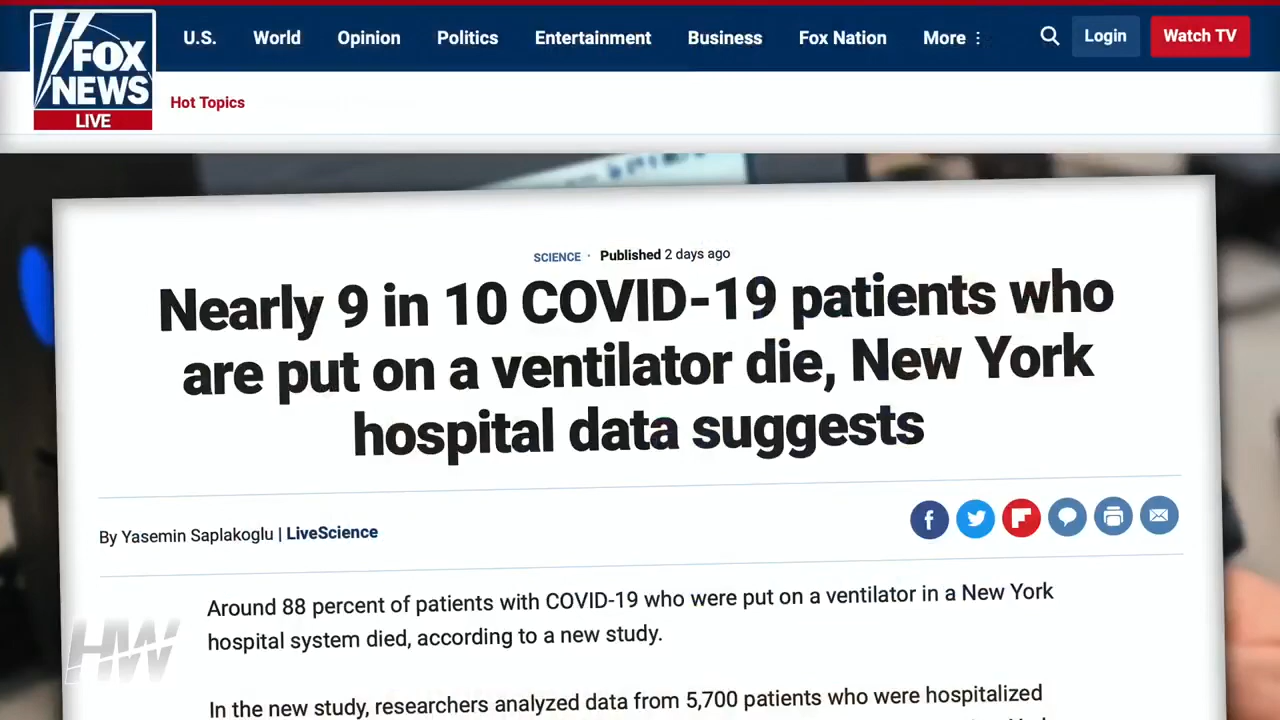 FOX
NEWS
LIVE
U.S. World Opinion Politics Entertainment Business Fox Nation More Login Watch TV
Hot Topics
SCIENCE · Published 2 days ago
Nearly 9 in 10 COVID-19 patients who
are put on a ventilator die, New York
hospital data suggests
By Yasemin Saplakoglu | LiveScience
Around 88 percent of patients with COVID-19 who were put on a ventilator in a New York
hospital system died, according to a new study.
In the new study, researchers analyzed data from 5,700 patients who were hospitalized
HW